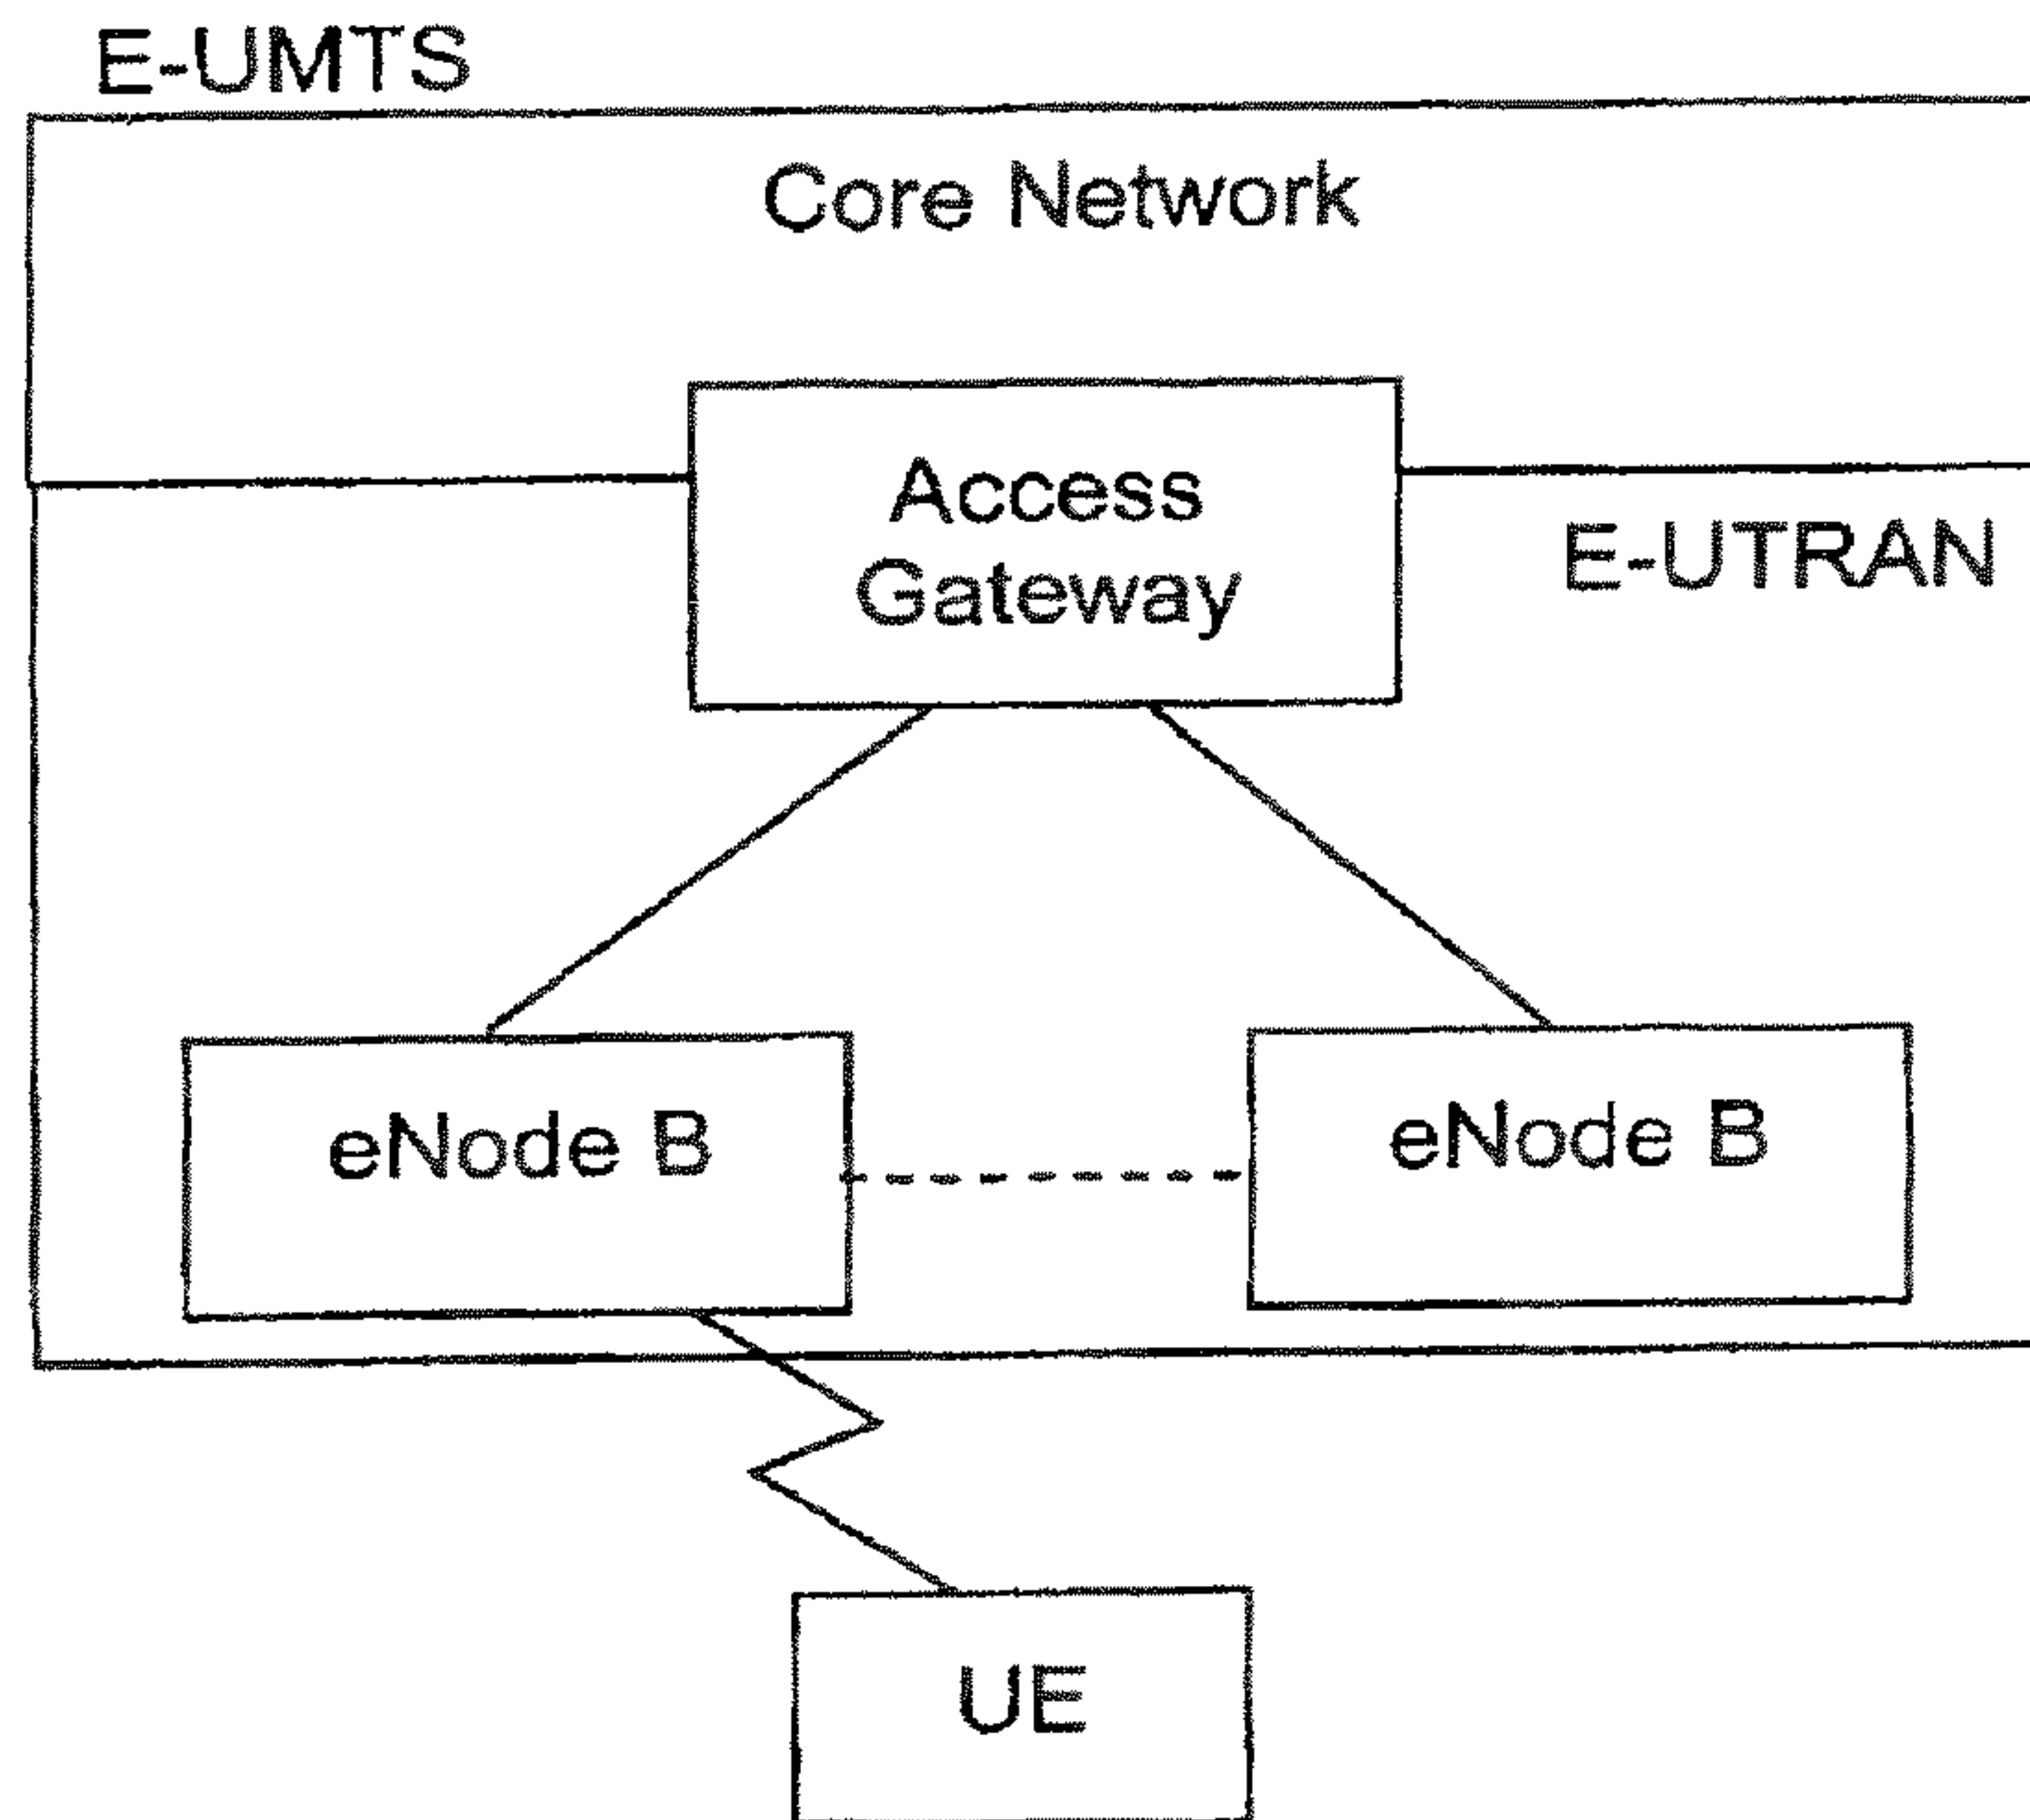 E-UMTS
Core Network
Access
Gateway
E-UTRAN
eNode B
eNode B
UE